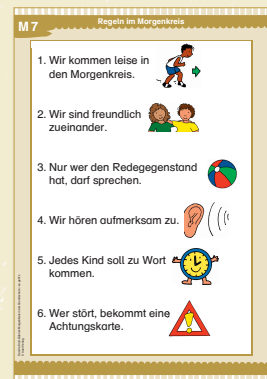 Regeln im Morgenkreis
M 7
1. Wir kommen leise in
den Morgenkreis.
2. Wir sind freundlich
zueinander.
3. Nur wer den Redegegenstand
hat, darf sprechen.
4. Wir hören aufmerksam zu.
5. Jedes Kind soll zu Wort
kommen.
6. Wer stört, bekommt eine
Achtungskarte.